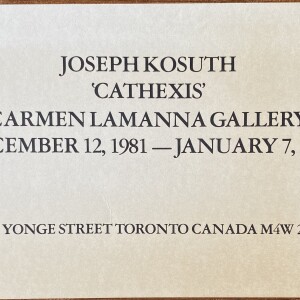 JOSEPH KOSUTH
'CATHEXIS'
CARMEN LAMANNA GALLERY
CEMBER 12, 1981 — JANUARY 7,
YONGE STREET TORONTO CANADA M4W